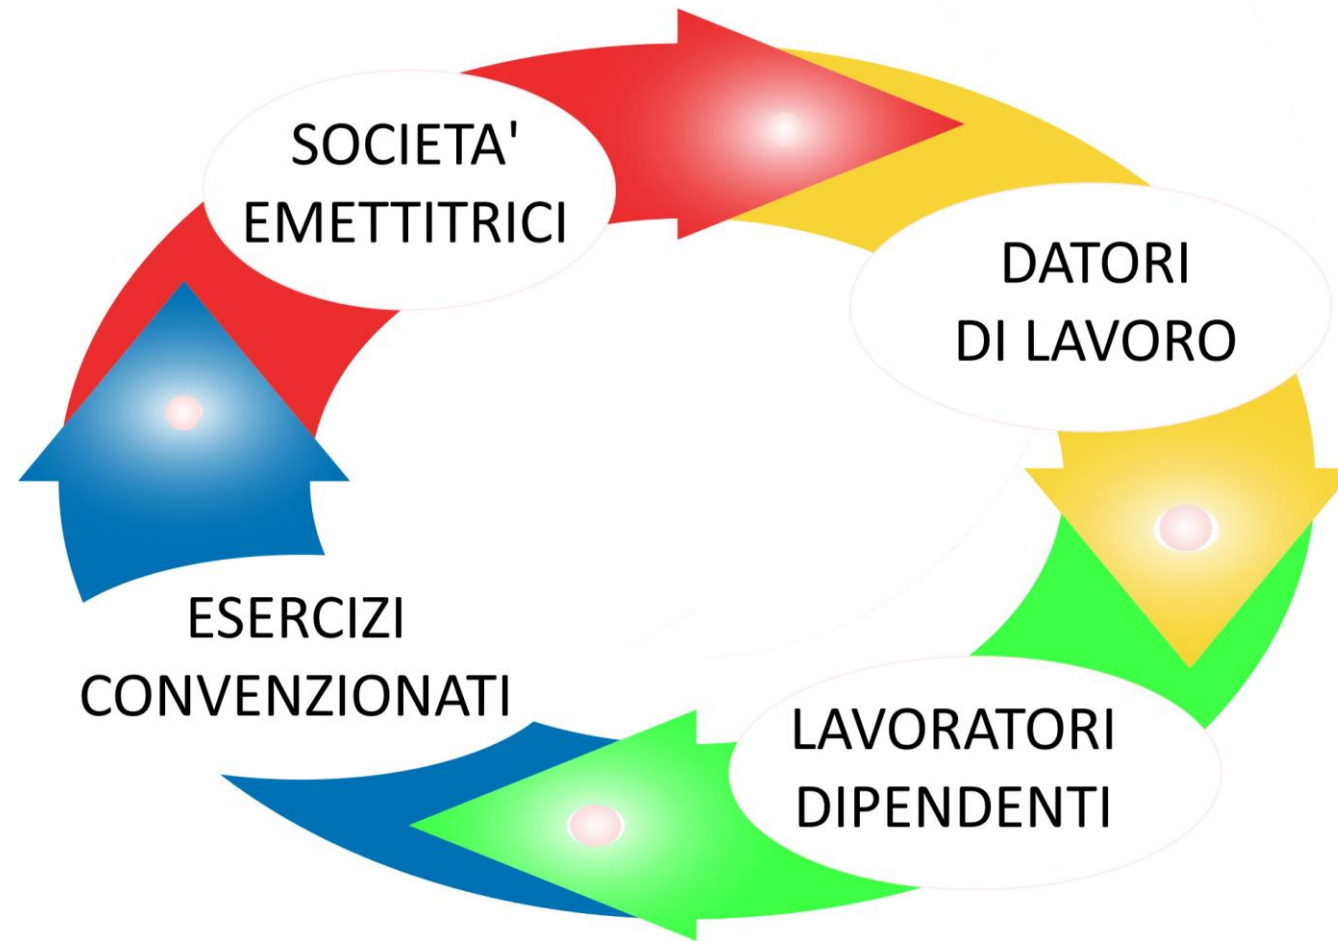 SOCIETA'
EMETTITRICI
DATORI
DI LAVORO
LAVORATORI
DIPENDENTI
ESERCIZI
CONVENZIONATI